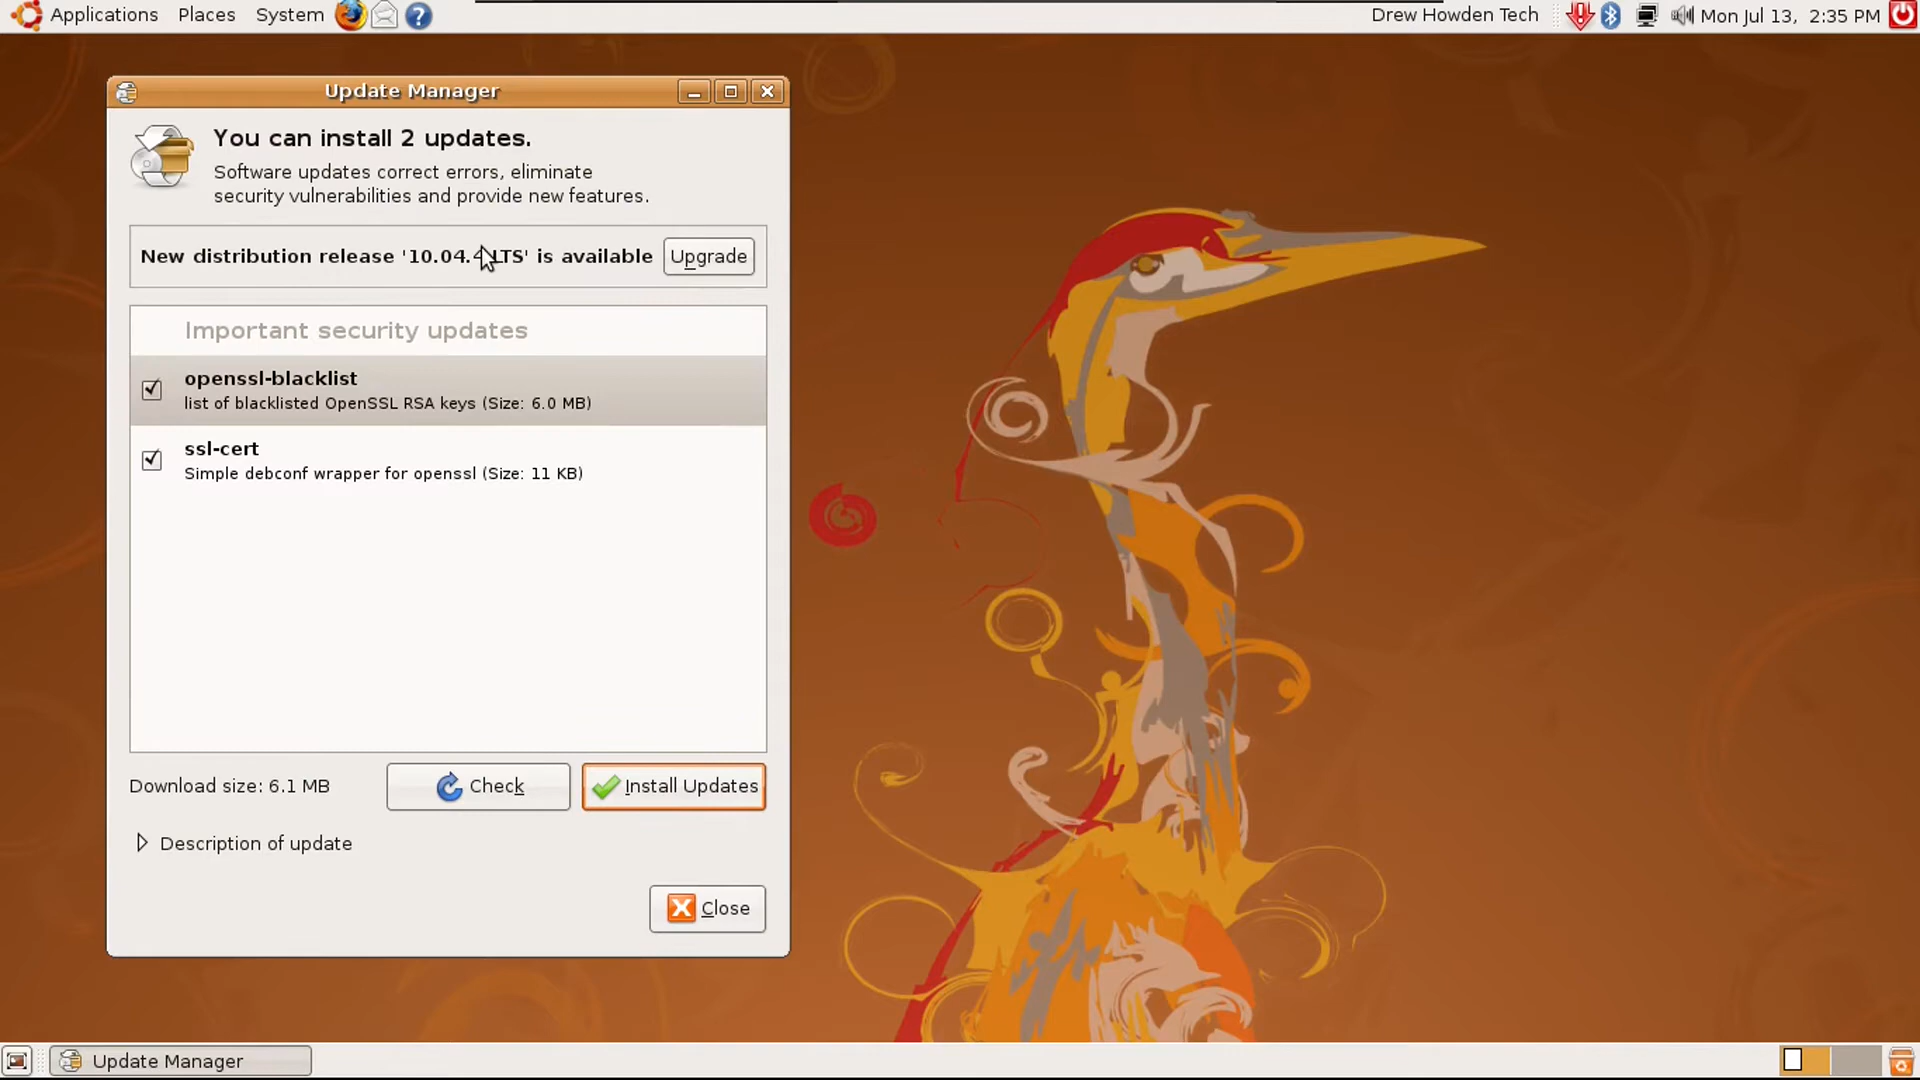 Applications Places System
Drew Howden Tech
Mon Jul 13, 2:35 PM
Update Manager
You can install 2 updates.
Software updates correct errors, eliminate
security vulnerabilities and provide new features.
New distribution release '10.04.4 LTS' is available
Upgrade
Important security updates
openssl-blacklist
list of blacklisted OpenSSL RSA keys (Size: 6.0 MB)
ssl-cert
Simple debconf wrapper for openssl (Size: 11 KB)
Download size: 6.1 MB
Check
Install Updates
Description of update
Close
Update Manager